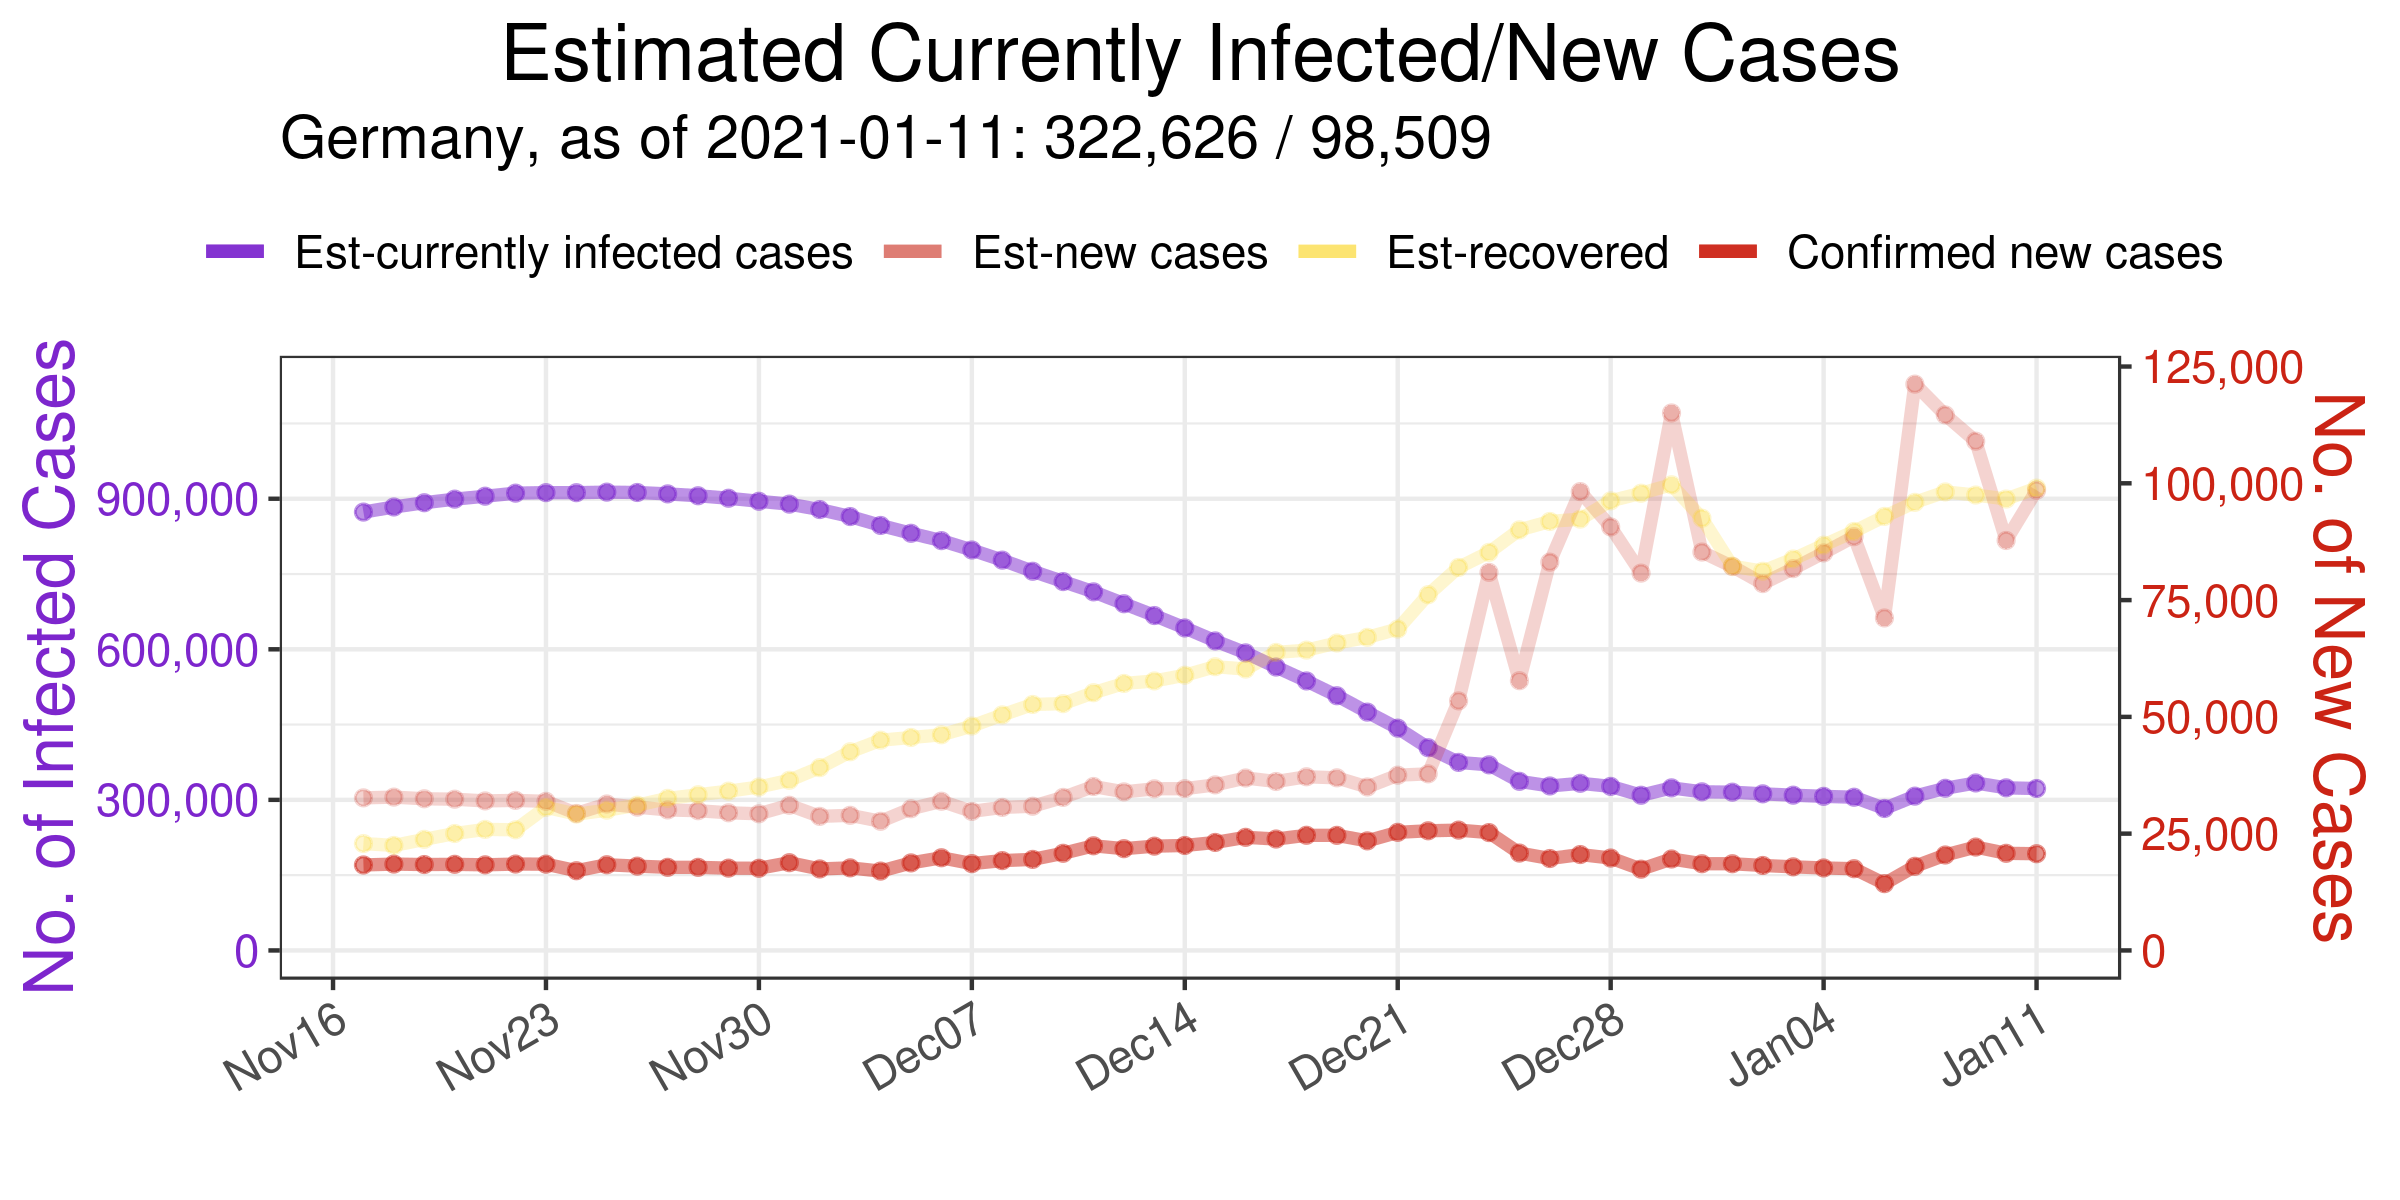 Estimated Currently Infected/New Cases
Germany, as of 2021-01-11: 322,626 / 98,509
Est-currently infected cases Est-new cases Est-recovered Confirmed new cases
No. of Infected Cases
900,000
600,000
300,000
0
125,000
100,000
75,000
50,000
25,000
0
No. of New Cases
Nov16 Nov23 Nov30 Dec07 Dec14 Dec21 Dec28 Jan04 Jan11